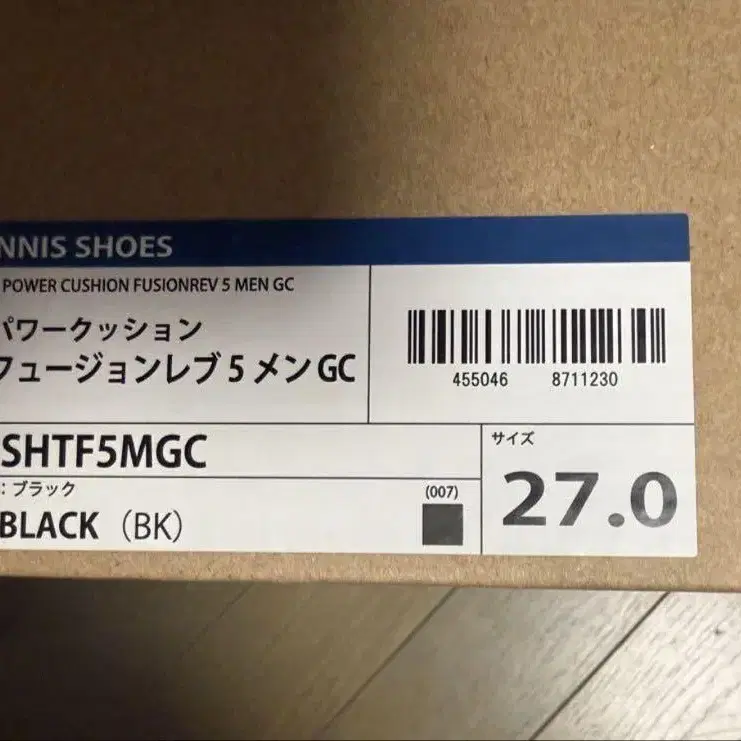 NNIS SHOES
POWER CUSHION FUSIONREV 5 MEN GC
パワークッション
フュージョンレブ 5 メン GC
455046 8711230
SHTF5MGC
サイズ
27.0
: ブラック
BLACK (BK)
(007)